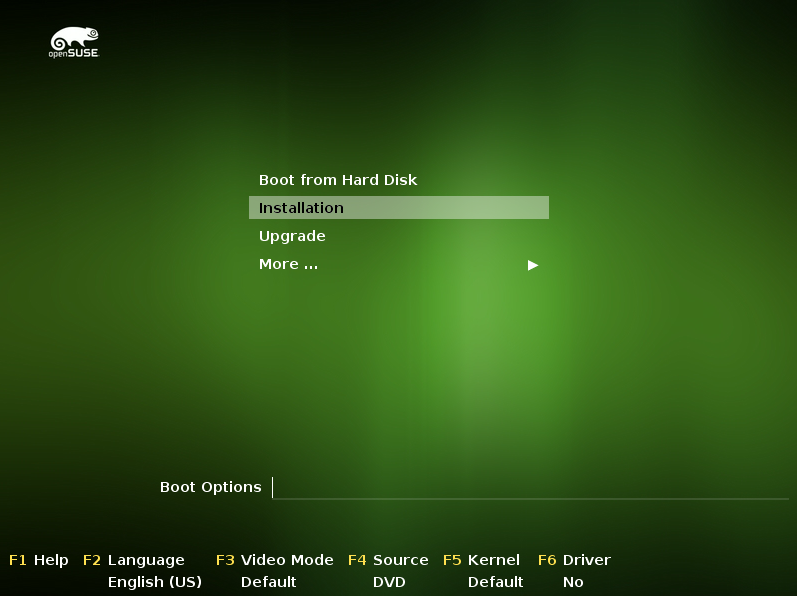 openSUSE
Boot from Hard Disk
Installation
Upgrade
More ...
Boot Options
F1 Help F2 Language F3 Video Mode F4 Source F5 Kernel F6 Driver
English (US) Default DVD Default No